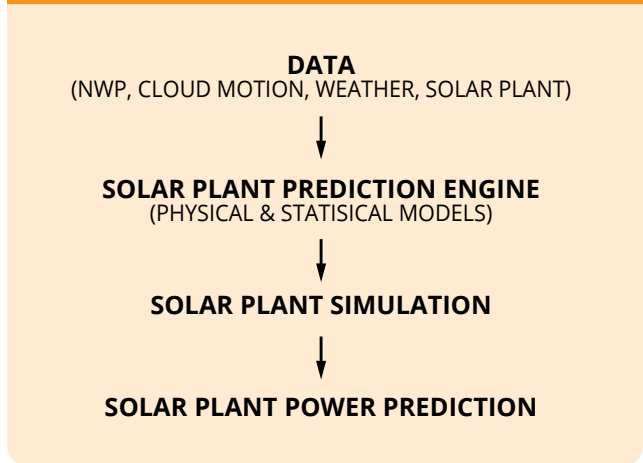 DATA
(NWP, CLOUD MOTION, WEATHER, SOLAR PLANT)
SOLAR PLANT PREDICTION ENGINE
(PHYSICAL & STATISICAL MODELS)
SOLAR PLANT SIMULATION
SOLAR PLANT POWER PREDICTION